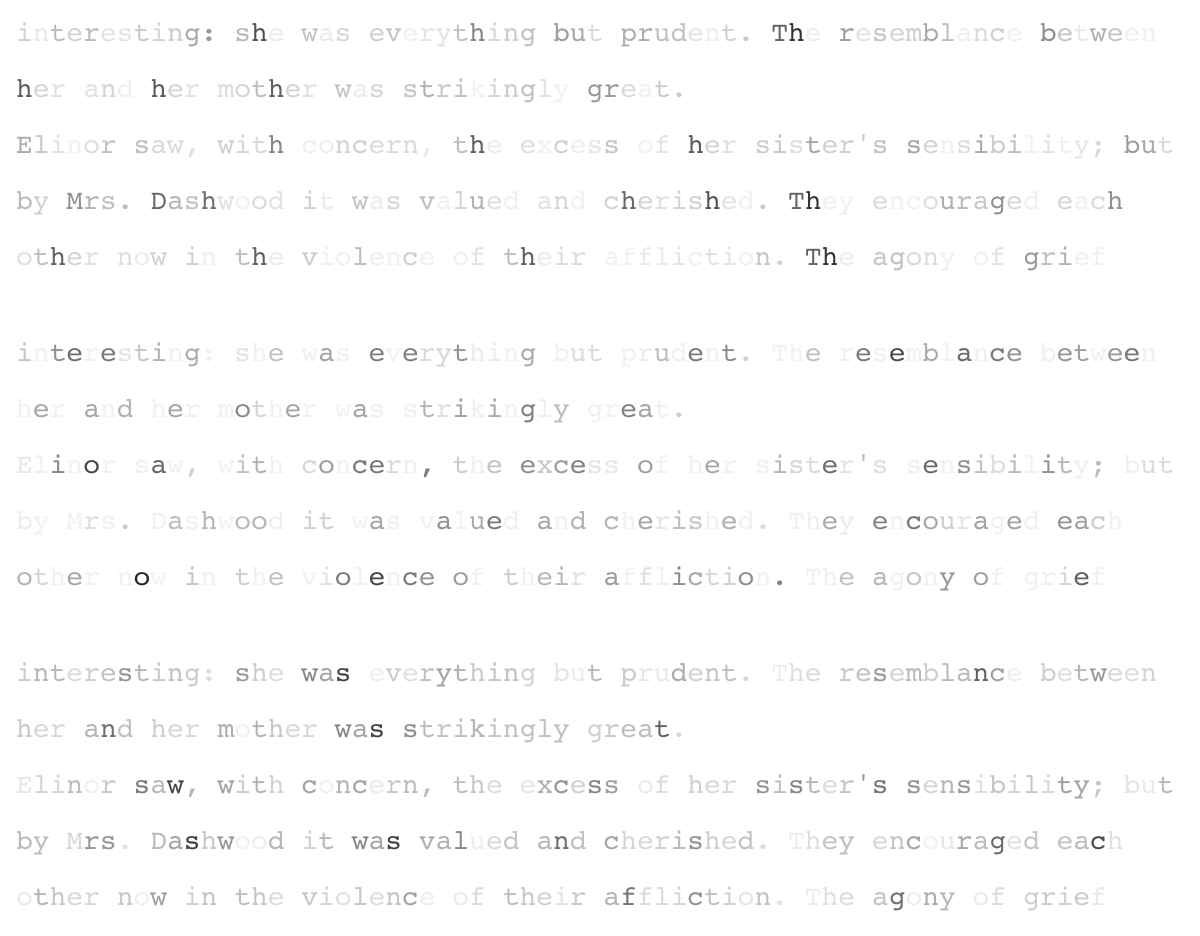 interesting: she was everything but prudent. The resemblance between
her and her mother was strikingly great.
Elinor saw, with concern, the excess of her sister's sensibility; but
by Mrs. Dashwood it was valued and cherished. They encouraged each
other now in the violence of their affliction. The agony of grief
interesting: she was everything but prudent. The resemblance between
her and her mother was strikingly great.
Elinor saw, with concern, the excess of her sister's sensibility; but
by Mrs. Dashwood it was valued and cherished. They encouraged each
other now in the violence of their affliction. The agony of grief
interesting: she was everything but prudent. The resemblance between
her and her mother was strikingly great.
Elinor saw, with concern, the excess of her sister's sensibility; but
by Mrs. Dashwood it was valued and cherished. They encouraged each
other now in the violence of their affliction. The agony of grief